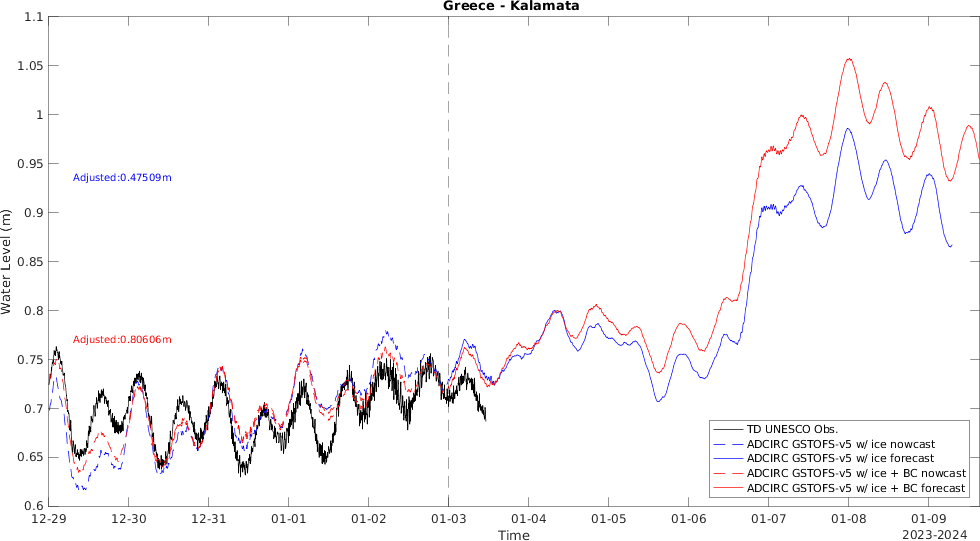 Greece - Kalamata
1.1
1.05
1
0.95
0.9
0.85
0.8
0.75
0.7
0.65
0.6
Water Level (m)
Adjusted:0.47509m
Adjusted:0.80606m
TD UNESCO Obs.
ADCIRC GSTOFS-v5 w/ ice nowcast
ADCIRC GSTOFS-v5 w/ ice forecast
ADCIRC GSTOFS-v5 w/ ice + BC nowcast
ADCIRC GSTOFS-v5 w/ ice + BC forecast
12-29 12-30 12-31 01-01 01-02 01-03 01-04 01-05 01-06 01-07 01-08 01-09
Time
2023-2024